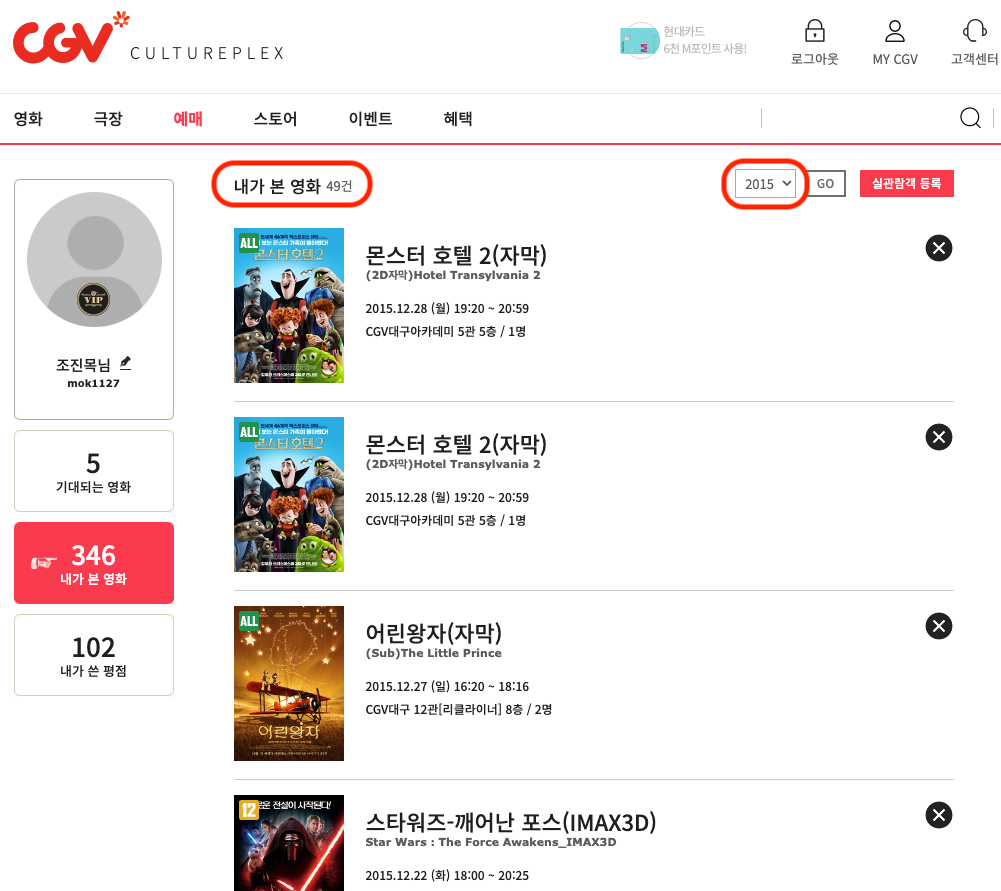 CGV CULTUREPLEX
현대카드
6천 M포인트 사용!
로그아웃
MY CGV
고객센터
영화
극장
예매
스토어
이벤트
혜택
VIP
조진목님
mok1127
5
기대되는 영화
346
내가 본 영화
102
내가 쓴 평점
내가 본 영화 49건
2015
GO
실관람객 등록
ALL
몬스터 호텔 2
몬스터 호텔 2(자막)
(2D자막)Hotel Transylvania 2
2015.12.28 (월) 19:20 ~ 20:59
CGV대구아카데미 5관 5층 / 1명
ALL
몬스터 호텔 2
몬스터 호텔 2(자막)
(2D자막)Hotel Transylvania 2
2015.12.28 (월) 19:20 ~ 20:59
CGV대구아카데미 5관 5층 / 1명
ALL
어린왕자
어린왕자(자막)
(Sub)The Little Prince
2015.12.27 (일) 16:20 ~ 18:16
CGV대구 12관[리클라이너] 8층 / 2명
12
전설이 시작된다!
스타워즈-깨어난 포스(IMAX3D)
Star Wars : The Force Awakens_IMAX3D
2015.12.22 (화) 18:00 ~ 20:25